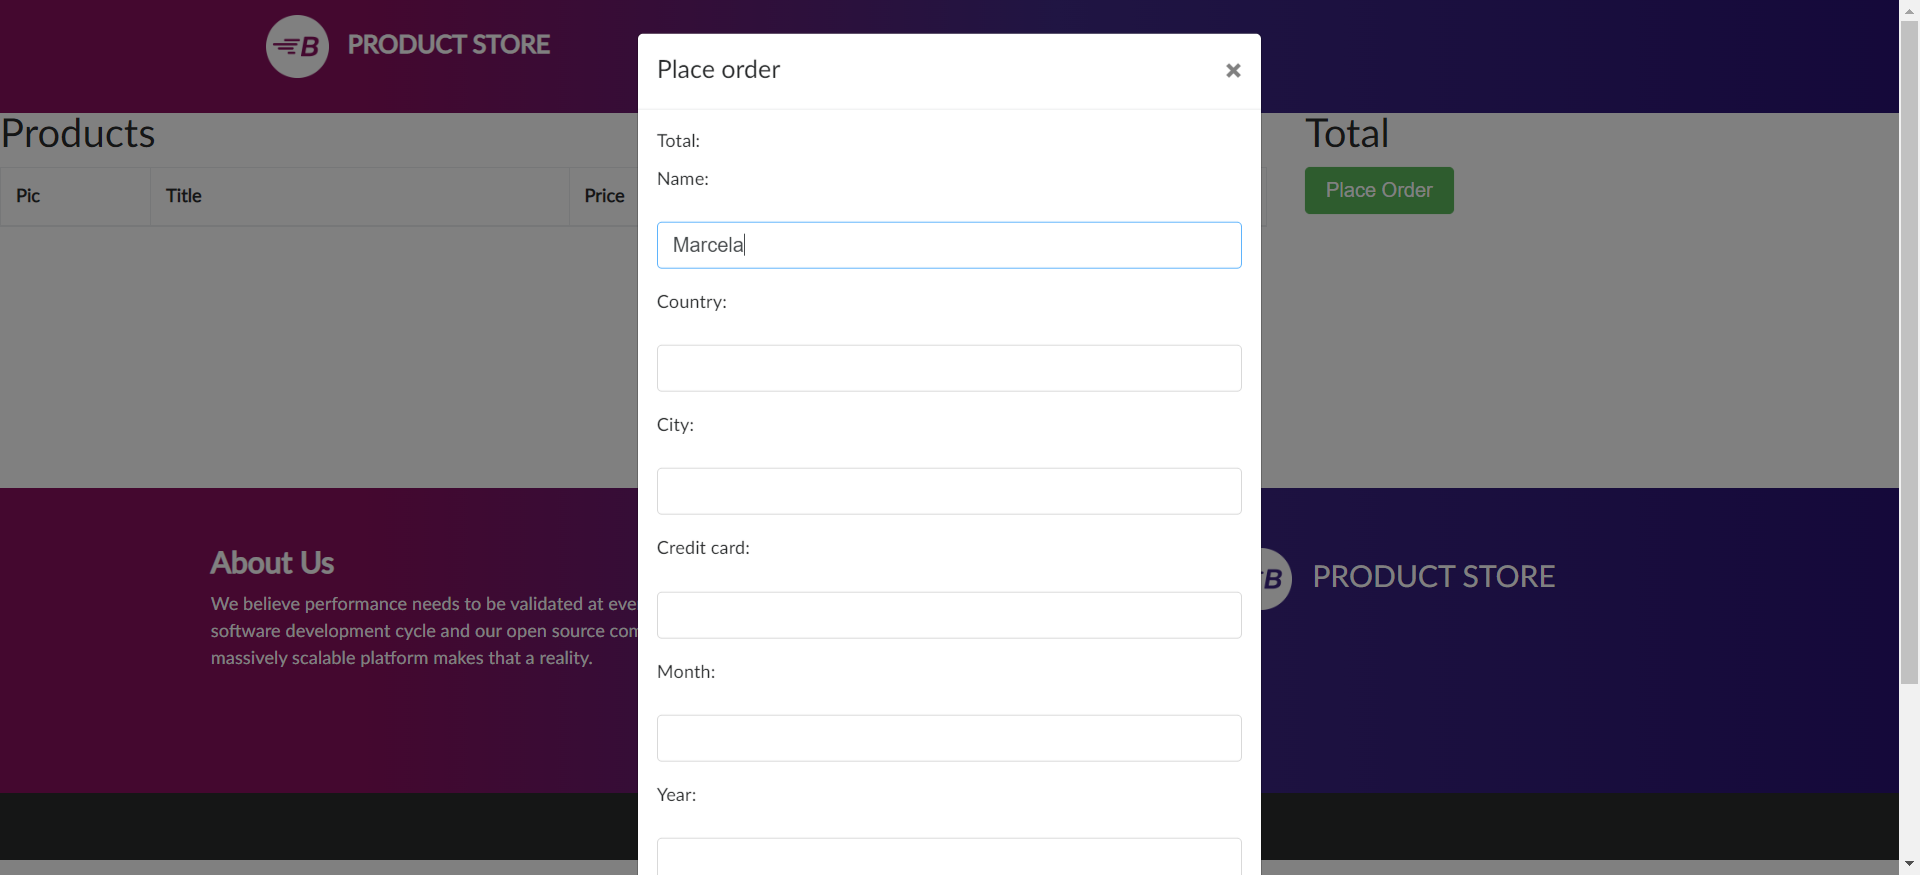 B PRODUCT STORE
Place order ×
Products
Total
Pic Title Price
Place Order
Total:
Name:
Marcela
Country:
City:
Credit card:
Month:
Year:
About Us
We believe performance needs to be validated at eve
software development cycle and our open source com
massively scalable platform makes that a reality.
B PRODUCT STORE